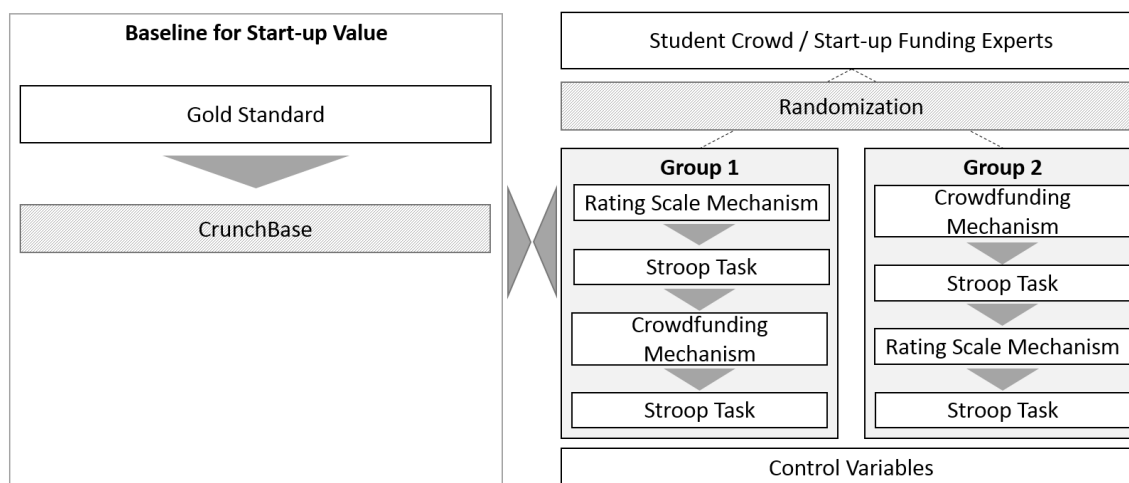 Baseline for Start-up Value
Gold Standard
CrunchBase
Student Crowd / Start-up Funding Experts
Randomization
Group 1
Rating Scale Mechanism
Stroop Task
Crowdfunding
Mechanism
Stroop Task
Group 2
Crowdfunding
Mechanism
Stroop Task
Rating Scale Mechanism
Stroop Task
Control Variables